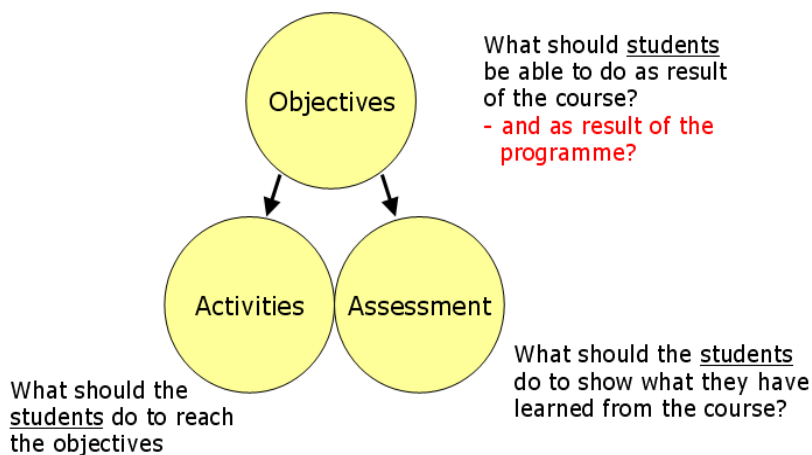 What should students
be able to do as result
of the course?
- and as result of the
programme?
Objectives
Activities
Assessment
What should the students
do to show what they have
learned from the course?
What should the
students do to reach
the objectives